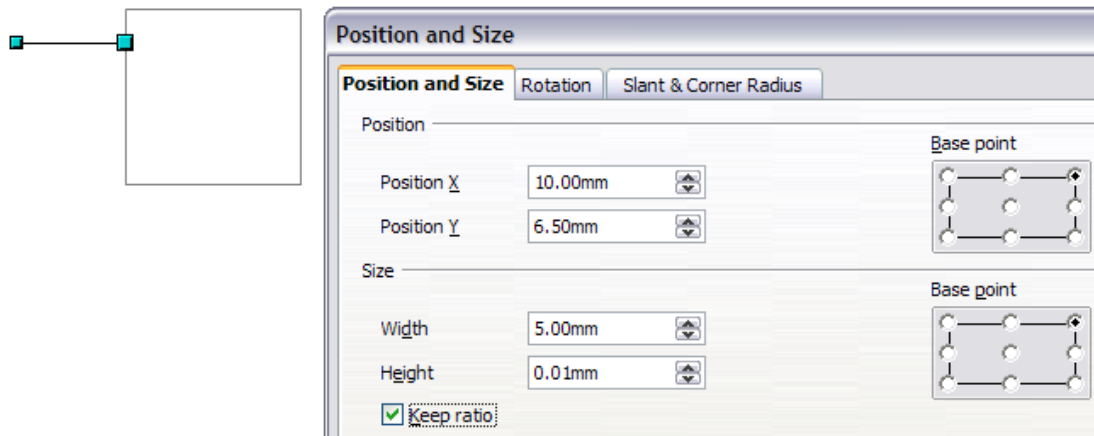 Position and Size
Position and Size Rotation Slant & Corner Radius
Position
Base point
Position X 10.00mm
Position Y 6.50mm
Size
Base point
Width 5.00mm
Height 0.01mm
Keep ratio